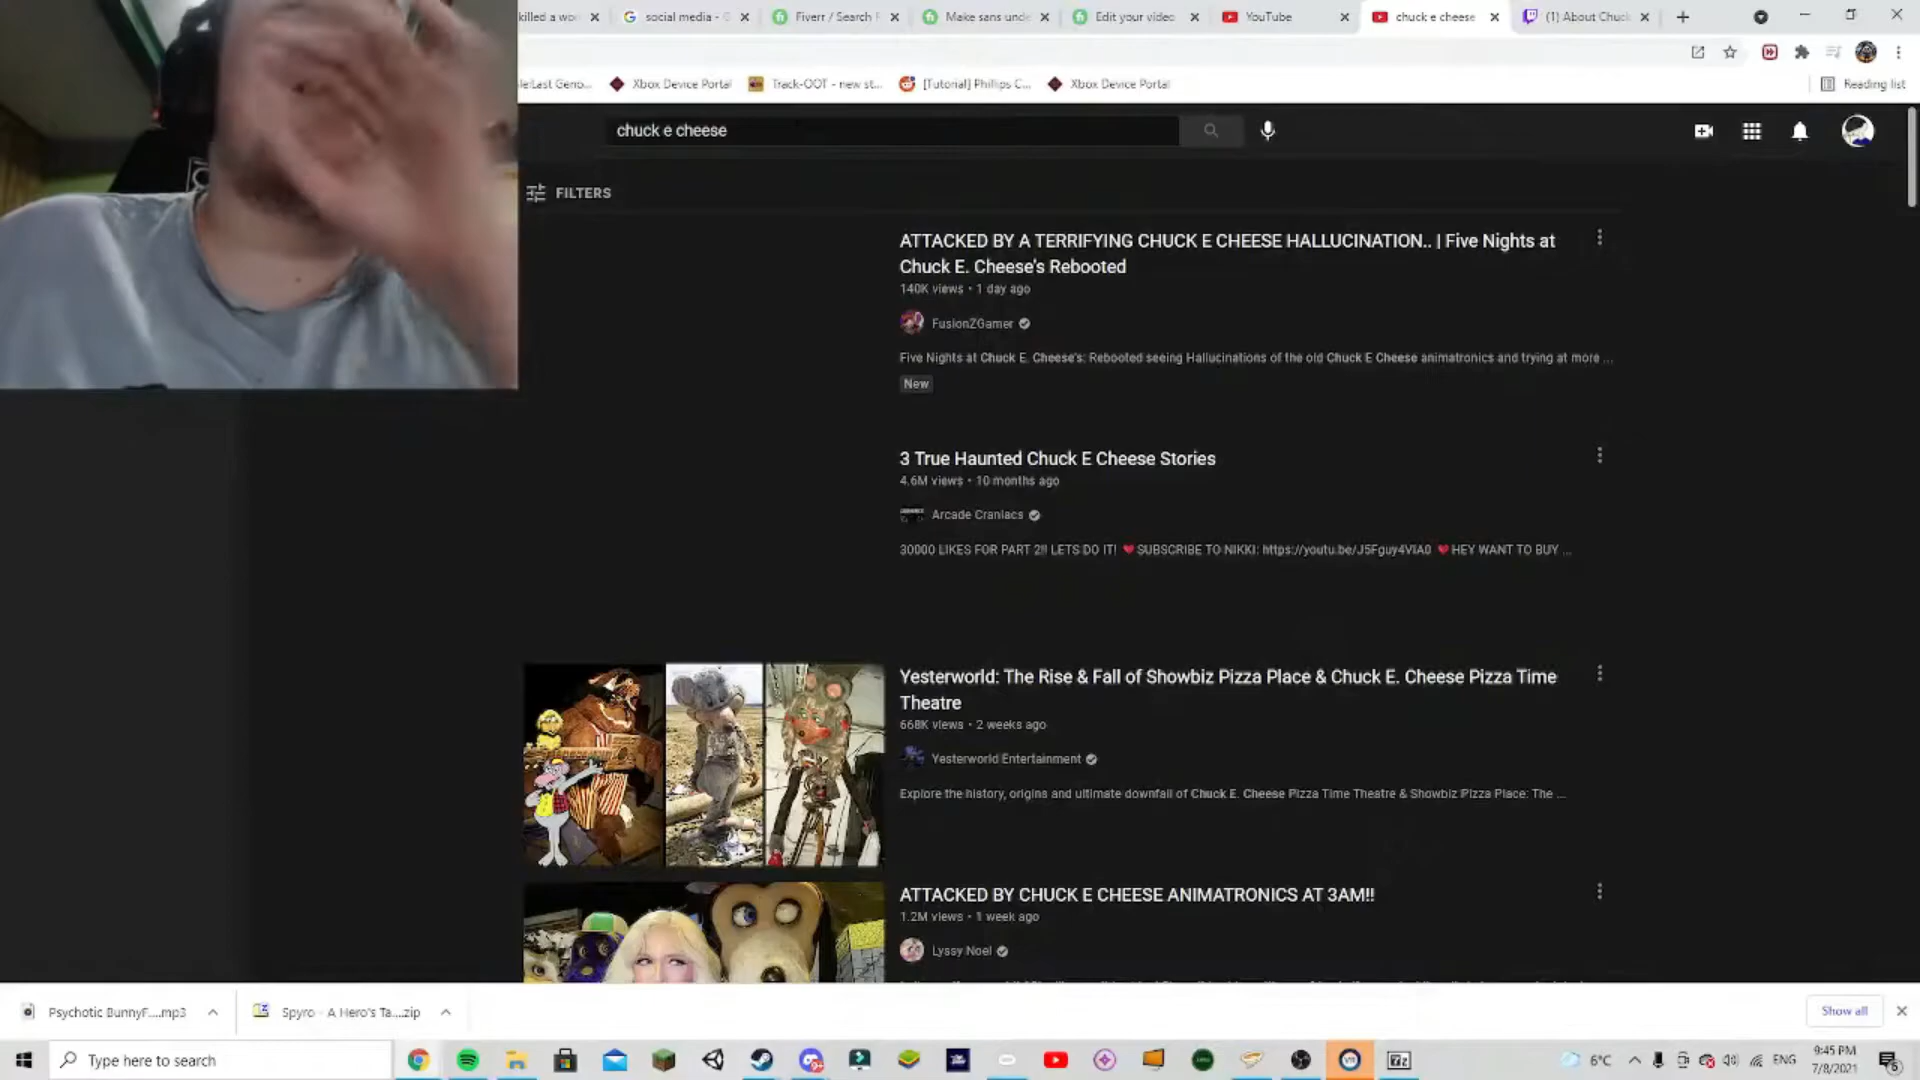 killed a wo
social media - G
Fiverr / Search F
Make sans und
Edit your video
YouTube
chuck e cheese
(1) About Chuck
Xbox Device Portal
Track-OOT - new st...
[Tutorial] Phillips C...
Xbox Device Portal
Reading list
chuck e cheese
FILTERS
ATTACKED BY A TERRIFYING CHUCK E CHEESE HALLUCINATION.. | Five Nights at
Chuck E. Cheese's Rebooted
140K views • 1 day ago
FusionZGamer
Five Nights at Chuck E. Cheese's: Rebooted seeing Hallucinations of the old Chuck E Cheese animatronics and trying at more ...
New
3 True Haunted Chuck E Cheese Stories
4.6M views • 10 months ago
Arcade Craniacs
30000 LIKES FOR PART 2!! LETS DO IT! ❤SUBSCRIBE TO NIKKI: https://youtu.be/J5Fguy4VIA0 ❤HEY WANT TO BUY ...
Yesterworld: The Rise & Fall of Showbiz Pizza Place & Chuck E. Cheese Pizza Time
Theatre
668K views • 2 weeks ago
Yesterworld Entertainment
Explore the history, origins and ultimate downfall of Chuck E. Cheese Pizza Time Theatre & Showbiz Pizza Place: The ...
ATTACKED BY CHUCK E CHEESE ANIMATRONICS AT 3AM!!
1.2M views • 1 week ago
Lyssy Noel
Psychotic BunnyF....mp3
Spyro - A Hero's Ta....zip
Show all
Type here to search
6°C
ENG
9:45 PM
7/8/2021